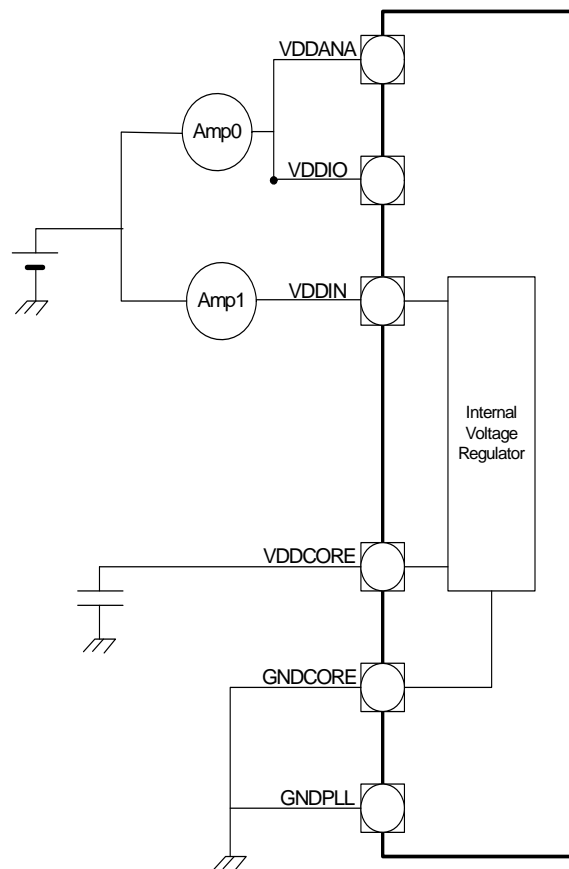 VDDANA
Amp0
VDDIO
Amp1
VDDIN
Internal
Voltage
Regulator
VDDCORE
GNDCORE
GNDPLL